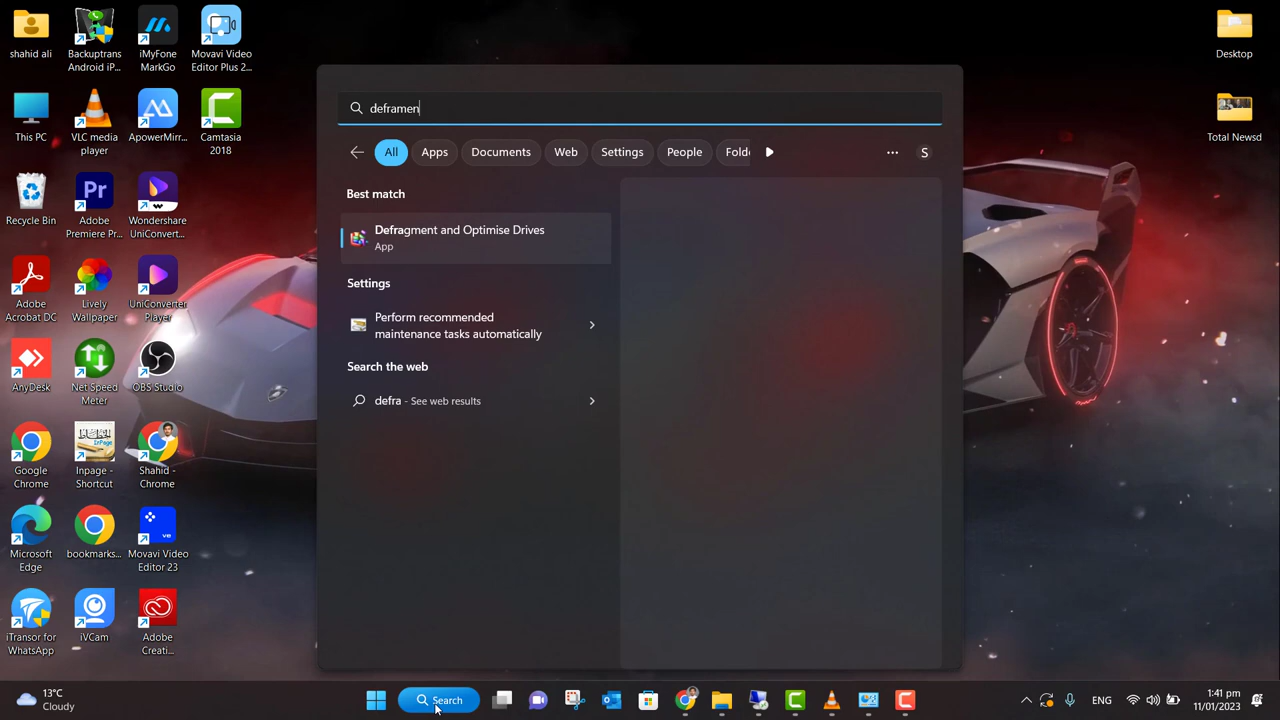 shahid ali
Backuptrans
Android iP...
iMyFone
MarkGo
Movavi Video
Editor Plus 2...
Desktop
This PC
VLC media
player
ApowerMirr...
Camtasia
2018
Total Newsd
Recycle Bin
Pr
Adobe
Premiere Pr...
Wondershare
UniConvert...
Adobe
Acrobat DC
Lively
Wallpaper
UniConverter
Player
AnyDesk
Net Speed
Meter
OBS Studio
Google
Chrome
Inpage -
Shortcut
Shahid -
Chrome
Microsoft
Edge
bookmarks...
ve
Movavi Video
Editor 23
iTransor for
WhatsApp
iVCam
Adobe
Creati...
deframen
All
Apps
Documents
Web
Settings
People
Folde
...
S
Best match
Defragment and Optimise Drives
App
Settings
Perform recommended
maintenance tasks automatically
Search the web
defra - See web results
13°C
Cloudy
Search
ENG
1:41 pm
11/01/2023